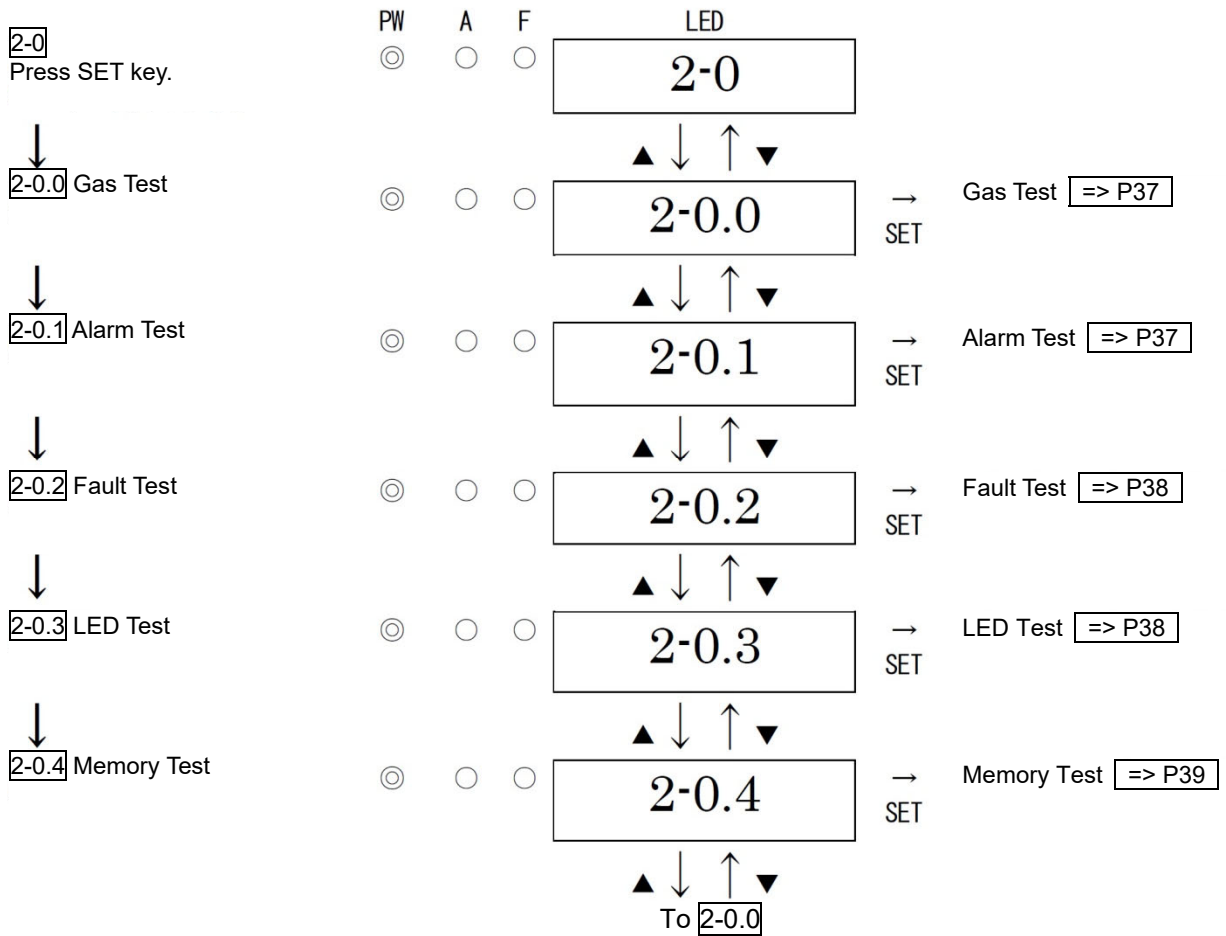 PW A F LED
2-0
Press SET key.
2-0
▲ ↓ ↑ ▼
↓
2-0.0 Gas Test
2-0.0
→
SET
Gas Test => P37
▲ ↓ ↑ ▼
↓
2-0.1 Alarm Test
2-0.1
→
SET
Alarm Test => P37
▲ ↓ ↑ ▼
↓
2-0.2 Fault Test
2-0.2
→
SET
Fault Test => P38
▲ ↓ ↑ ▼
↓
2-0.3 LED Test
2-0.3
→
SET
LED Test => P38
▲ ↓ ↑ ▼
↓
2-0.4 Memory Test
2-0.4
→
SET
Memory Test => P39
▲ ↓ ↑ ▼
To 2-0.0